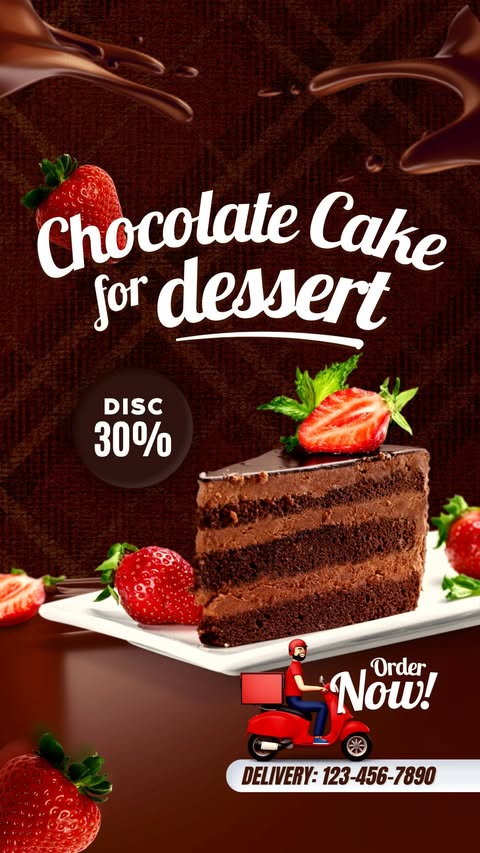 Chocolate Cake
for dessert
DISC
30%
Order
Now!
DELIVERY: 123-456-7890